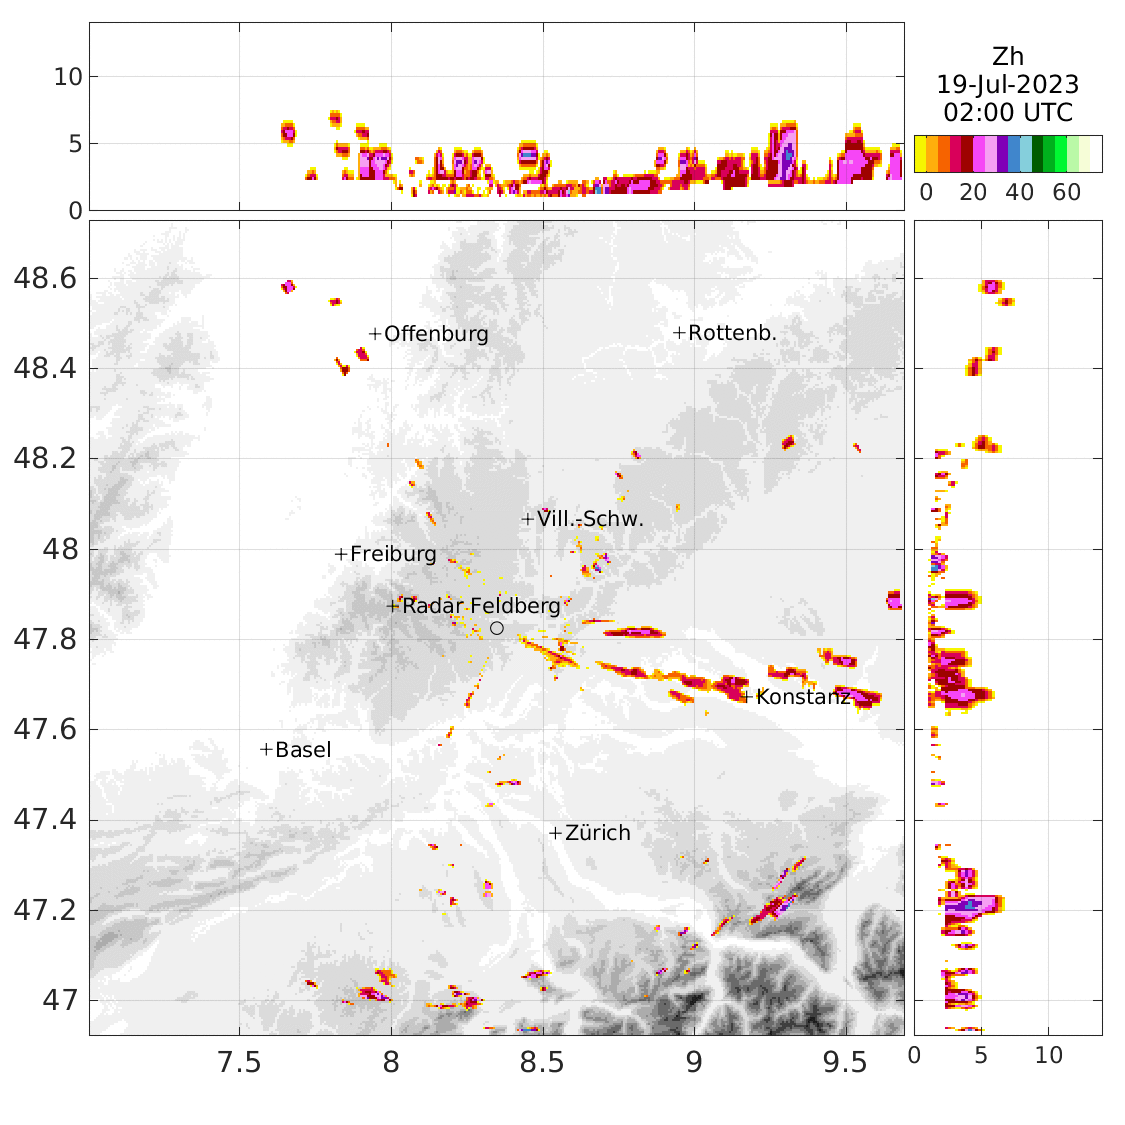 10
5
0
Zh
19-Jul-2023
02:00 UTC
0 20 40 60
48.6
48.4
48.2
48
47.8
47.6
47.4
47.2
47
+Offenburg
+Rottenb.
+Vill.-Schw.
+Freiburg
+Radar Feldberg
+Konstanz
+Basel
+Zürich
7.5 8 8.5 9 9.5
0 5 10